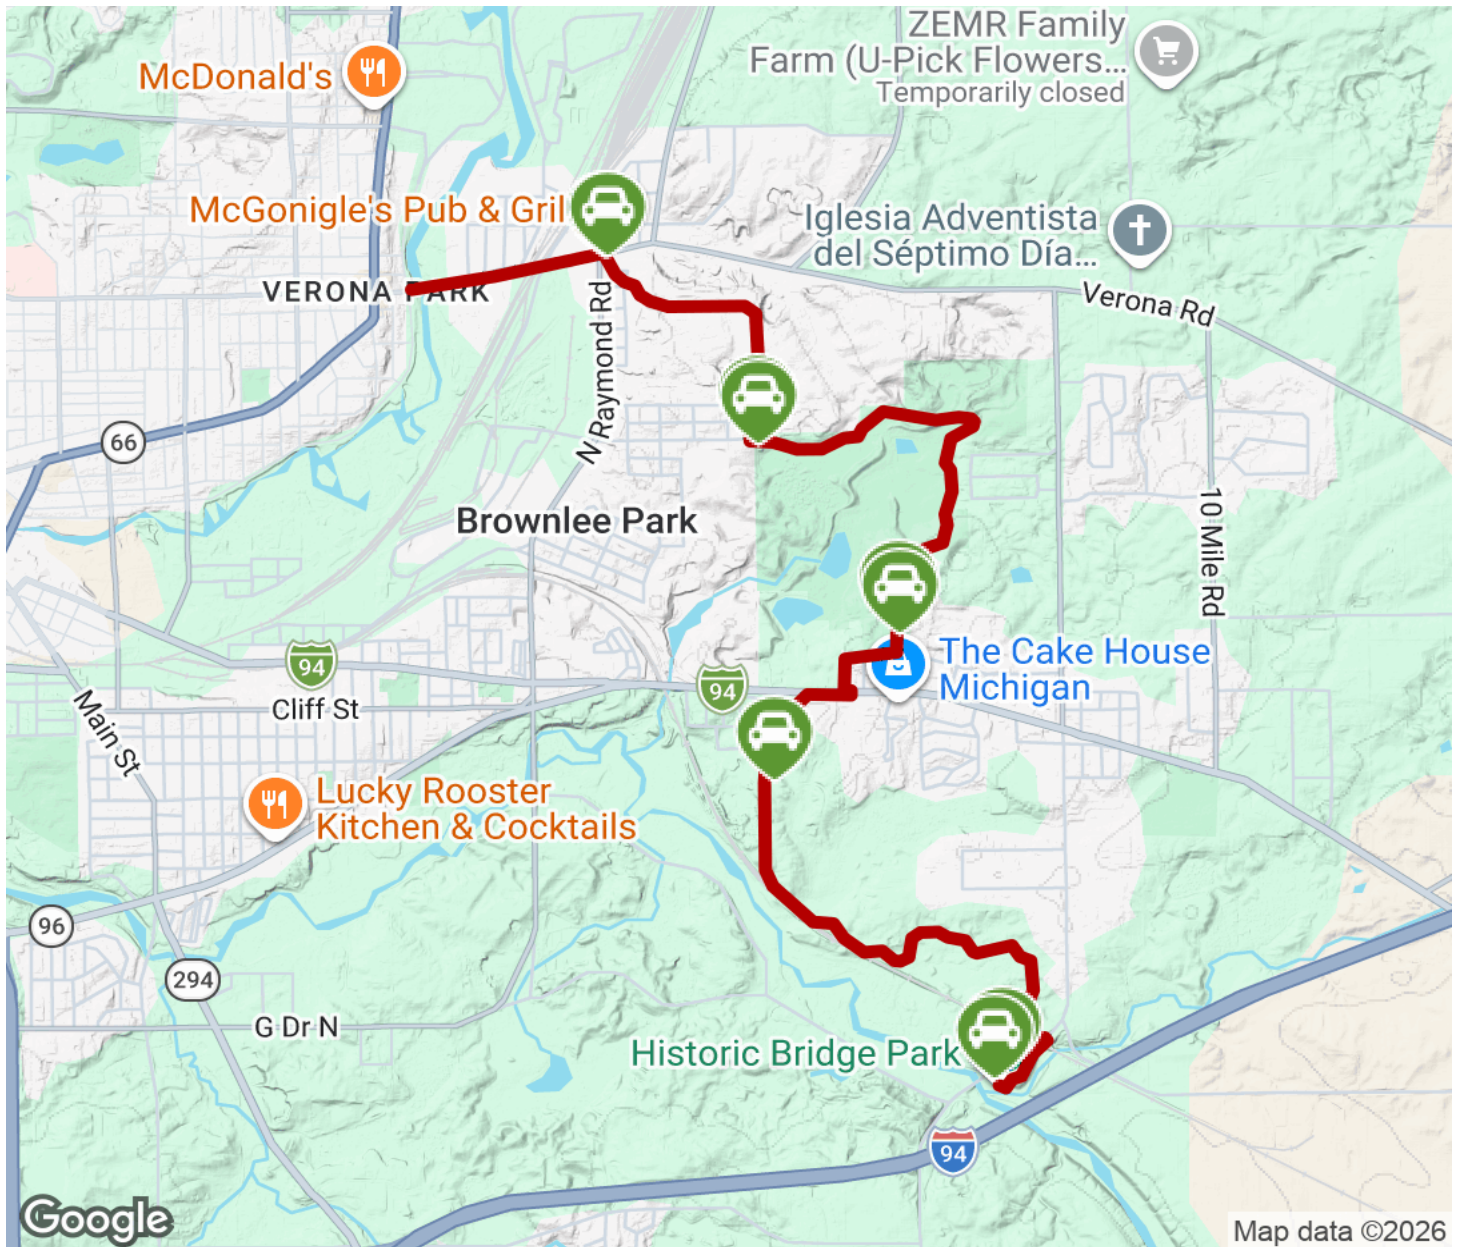 ZEMR Family
Farm (U-Pick Flowers...
Temporarily closed
McDonald's
McGonigle's Pub & Gril
Iglesia Adventista
del Séptimo Día...
VERONA PARK
Verona Rd
N Raymond Rd
66
Brownlee Park
10 Mile Rd
94
94
The Cake House
Michigan
Cliff St
Main St
Lucky Rooster
Kitchen & Cocktails
96
294
G Dr N
Historic Bridge Park
94
Google
Map data ©2026